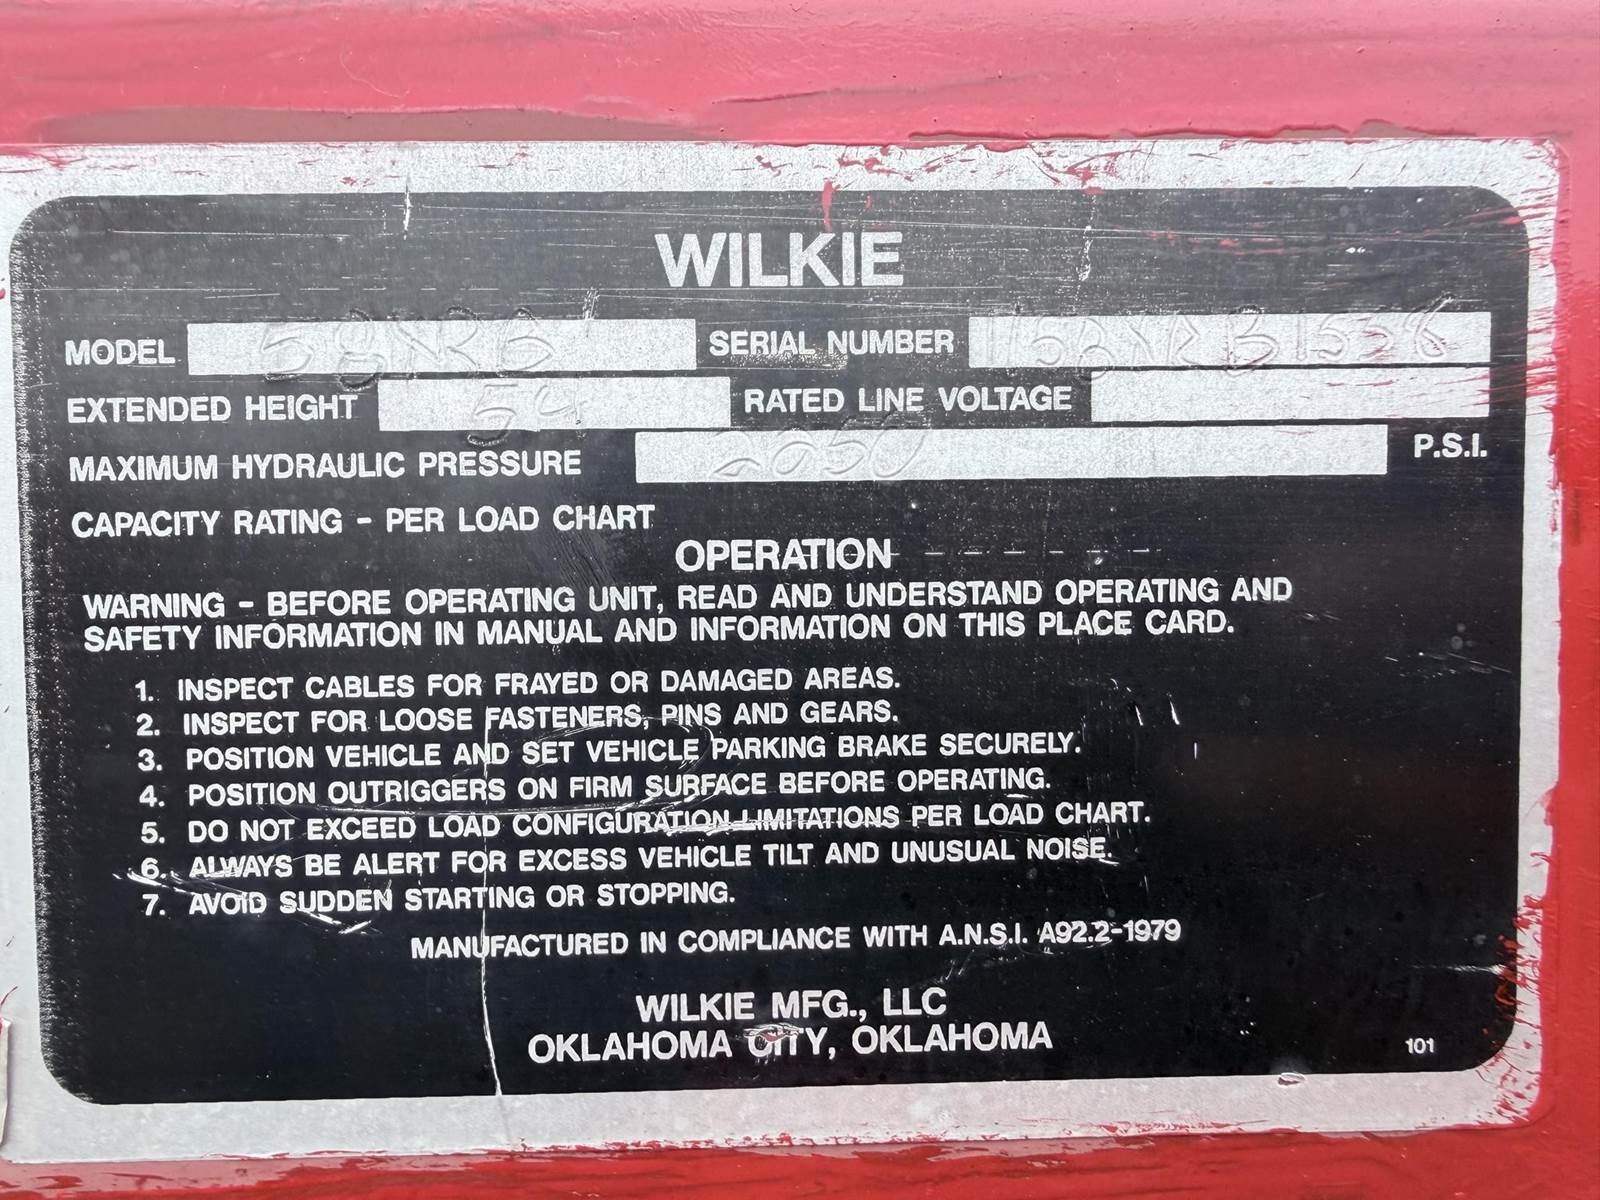 WILKIE
MODEL SERIAL NUMBER
EXTENDED HEIGHT 54 RATED LINE VOLTAGE
MAXIMUM HYDRAULIC PRESSURE 2050 P.S.I.
CAPACITY RATING - PER LOAD CHART
OPERATION
WARNING - BEFORE OPERATING UNIT, READ AND UNDERSTAND OPERATING AND
SAFETY INFORMATION IN MANUAL AND INFORMATION ON THIS PLACE CARD.
1. INSPECT CABLES FOR FRAYED OR DAMAGED AREAS.
2. INSPECT FOR LOOSE FASTENERS, PINS AND GEARS.
3. POSITION VEHICLE AND SET VEHICLE PARKING BRAKE SECURELY.
4. POSITION OUTRIGGERS ON FIRM SURFACE BEFORE OPERATING.
5. DO NOT EXCEED LOAD CONFIGURATION LIMITATIONS PER LOAD CHART.
6. ALWAYS BE ALERT FOR EXCESS VEHICLE TILT AND UNUSUAL NOISE.
7. AVOID SUDDEN STARTING OR STOPPING.
MANUFACTURED IN COMPLIANCE WITH A.N.S.I. A92.2-1979
WILKIE MFG., LLC
OKLAHOMA CITY, OKLAHOMA
101